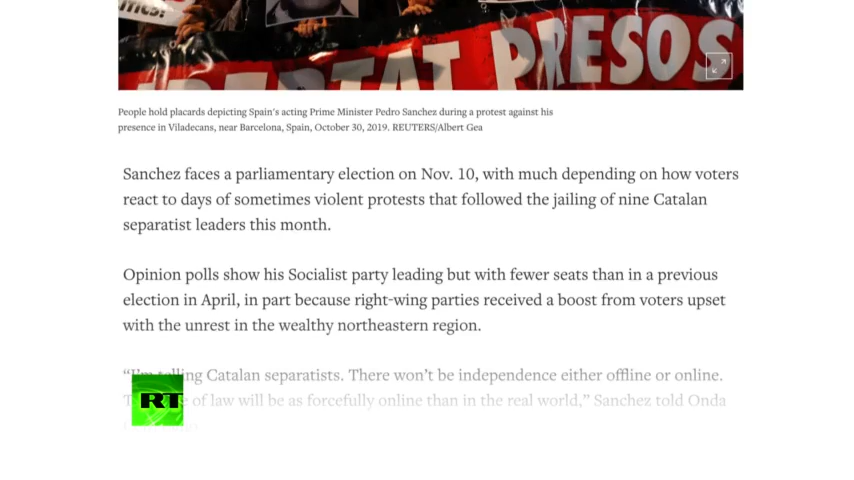 LLIBERTAT PRESOS
People hold placards depicting Spain's acting Prime Minister Pedro Sanchez during a protest against his
presence in Viladecans, near Barcelona, Spain, October 30, 2019. REUTERS/Albert Gea
Sanchez faces a parliamentary election on Nov. 10, with much depending on how voters
react to days of sometimes violent protests that followed the jailing of nine Catalan
separatist leaders this month.
Opinion polls show his Socialist party leading but with fewer seats than in a previous
election in April, in part because right-wing parties received a boost from voters upset
with the unrest in the wealthy northeastern region.
“I’m telling Catalan separatists. There won’t be independence either offline or online.
of law will be as forcefully online than in the real world,” Sanchez told Onda
RT